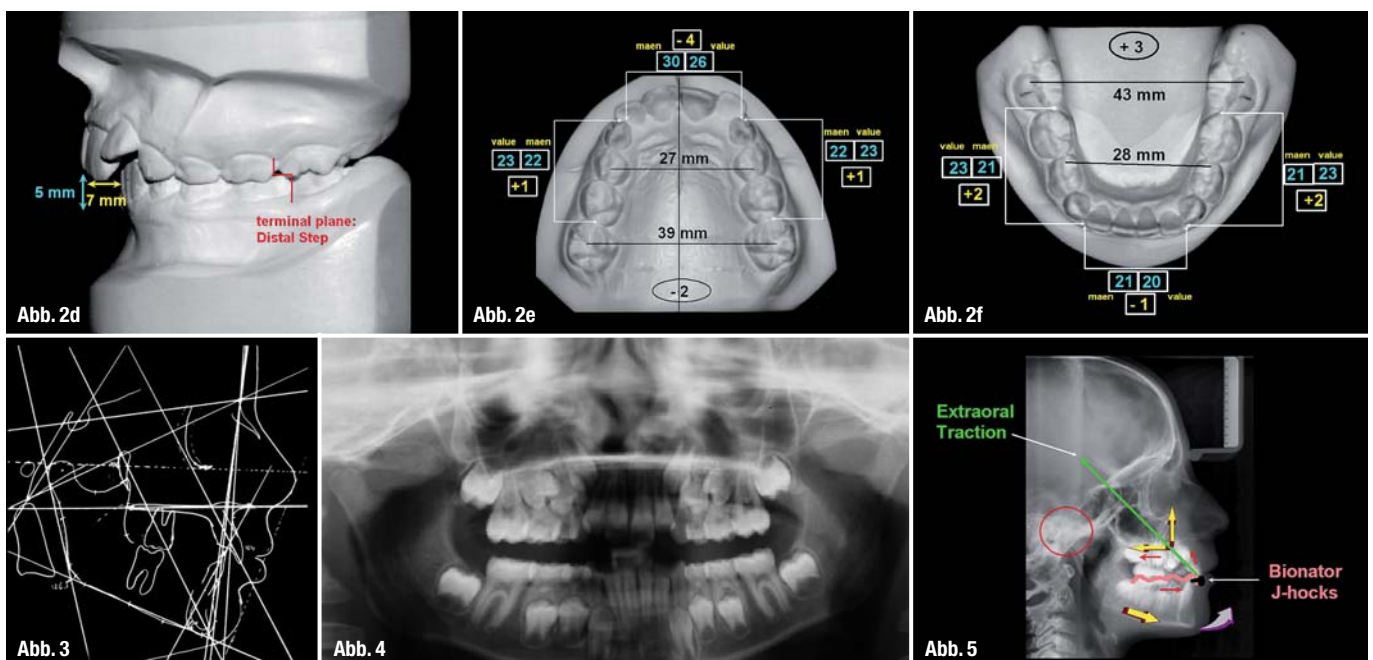 5 mm
7 mm
terminal plane:
Distal Step
Abb. 2d
- 4
maen value
30 26
value maen
23 22
+1
maen value
22 23
+1
27 mm
39 mm
- 2
Abb. 2e
+ 3
43 mm
value maen
23 21
+2
28 mm
maen value
21 23
+2
21 20
maen value
- 1
Abb. 2f
Abb. 3
Abb. 4
Extraoral
Traction
Bionator
J-hocks
Abb. 5